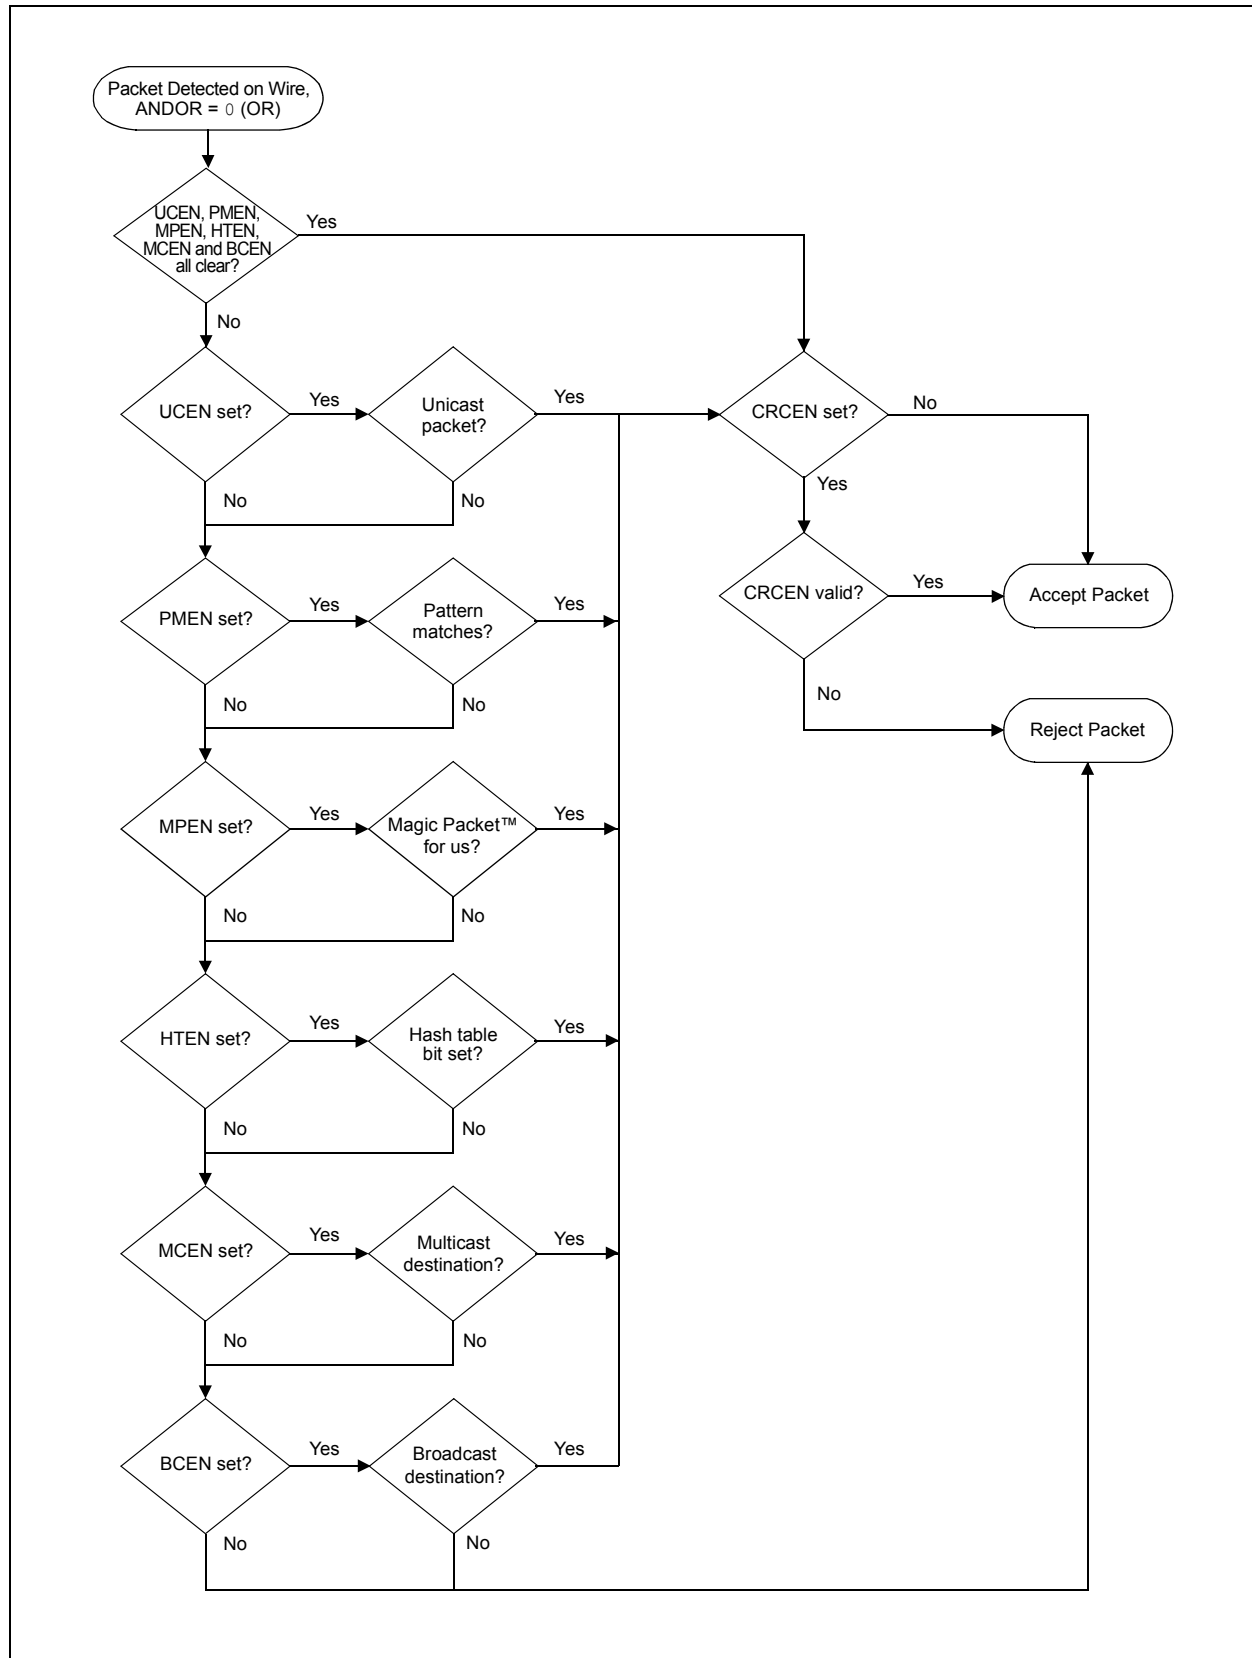 Packet Detected on Wire,
ANDOR = 0 (OR)
UCEN, PMEN,
MPEN, HTEN,
MCEN and BCEN
all clear?
Yes
No
UCEN set?
Yes
Unicast
packet?
Yes
CRCEN set?
No
No
No
Yes
PMEN set?
Yes
Pattern
matches?
Yes
CRCEN valid?
Yes
Accept Packet
No
No
No
Reject Packet
MPEN set?
Yes
Magic Packet™
for us?
Yes
No
No
HTEN set?
Yes
Hash table
bit set?
Yes
No
No
MCEN set?
Yes
Multicast
destination?
Yes
No
No
BCEN set?
Yes
Broadcast
destination?
Yes
No
No